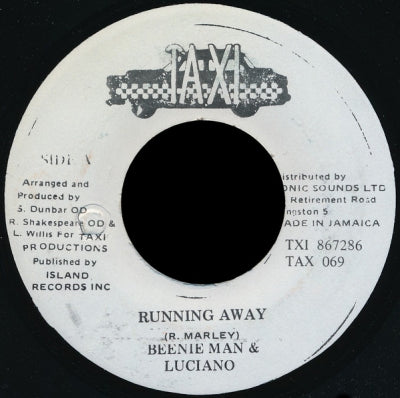 TAXI
SIDE A
Arranged and
Produced by
S. Dunbar OD
R. Shakespeare OD &
L. Willis For TAXI
PRODUCTIONS
Published by
ISLAND
RECORDS INC
istributed by
ONIC SOUNDS LTD
Retirement Road
ngston 5
ADE IN JAMAICA
TXI 867286
TAX 069
RUNNING AWAY
(R. MARLEY)
BEENIE MAN &
LUCIANO